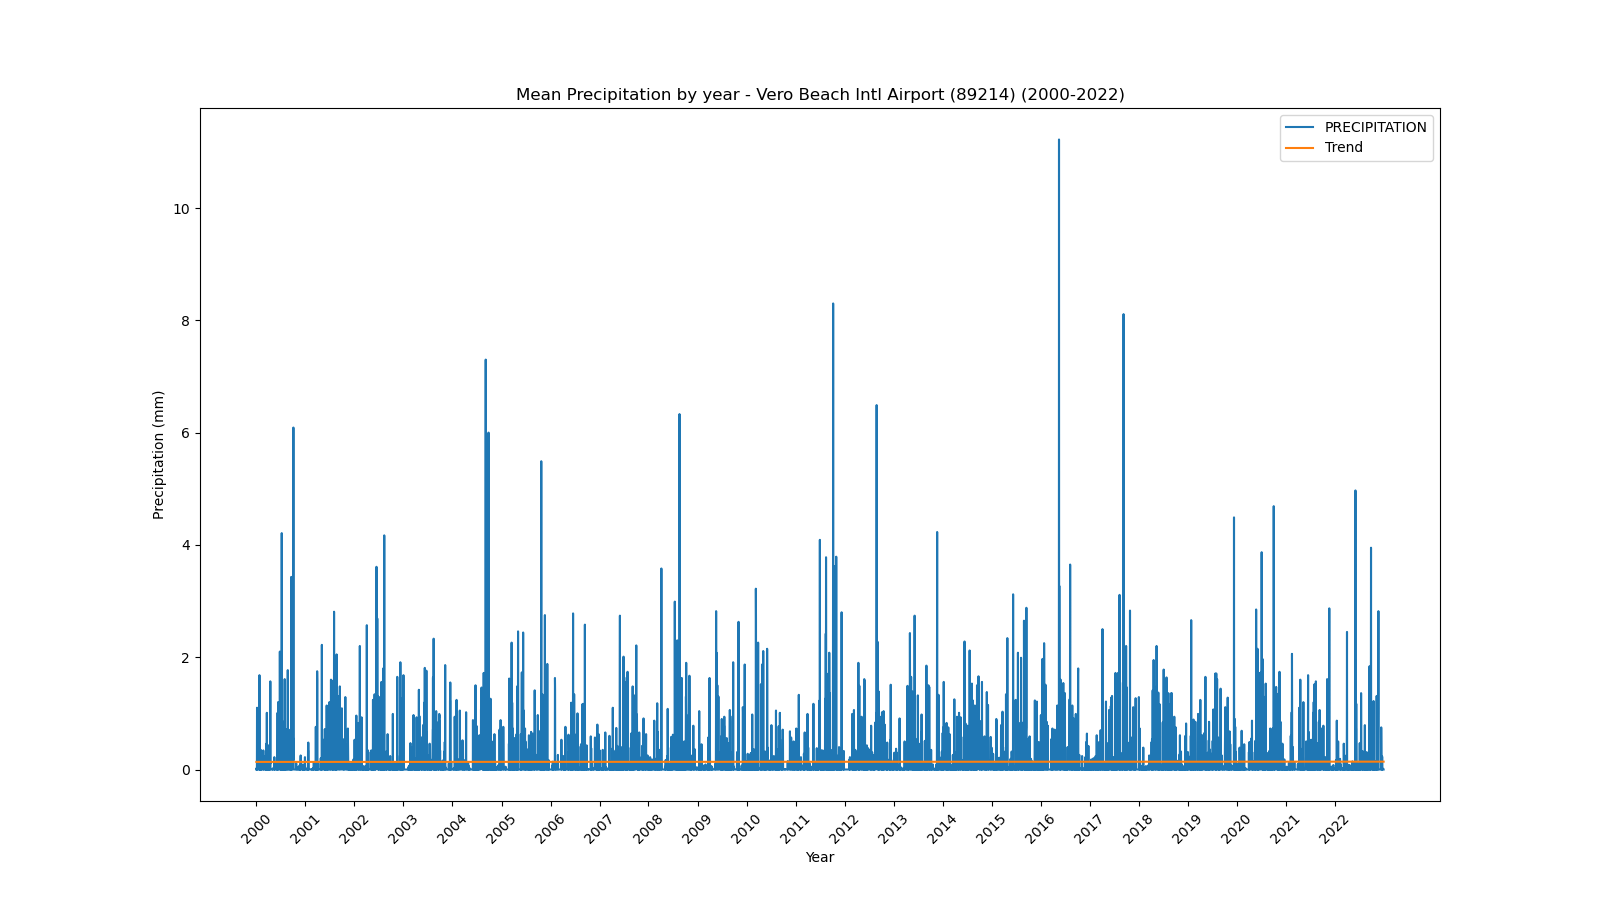 Mean Precipitation by year - Vero Beach Intl Airport (89214) (2000-2022)
PRECIPITATION
Trend
10
8
6
4
2
0
Precipitation (mm)
2000 2001 2002 2003 2004 2005 2006 2007 2008 2009 2010 2011 2012 2013 2014 2015 2016 2017 2018 2019 2020 2021 2022
Year